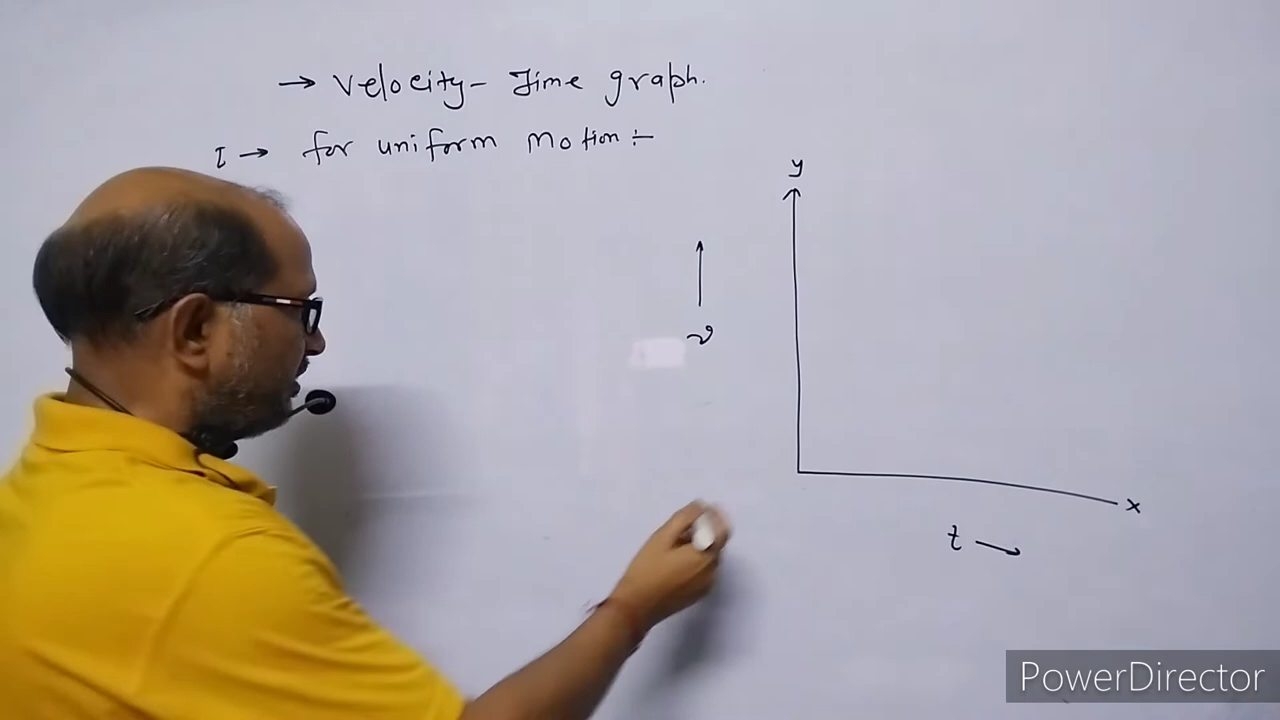 → Velocity - Time graph.
I → for uniform motion :-
y
v
x
t →
PowerDirector